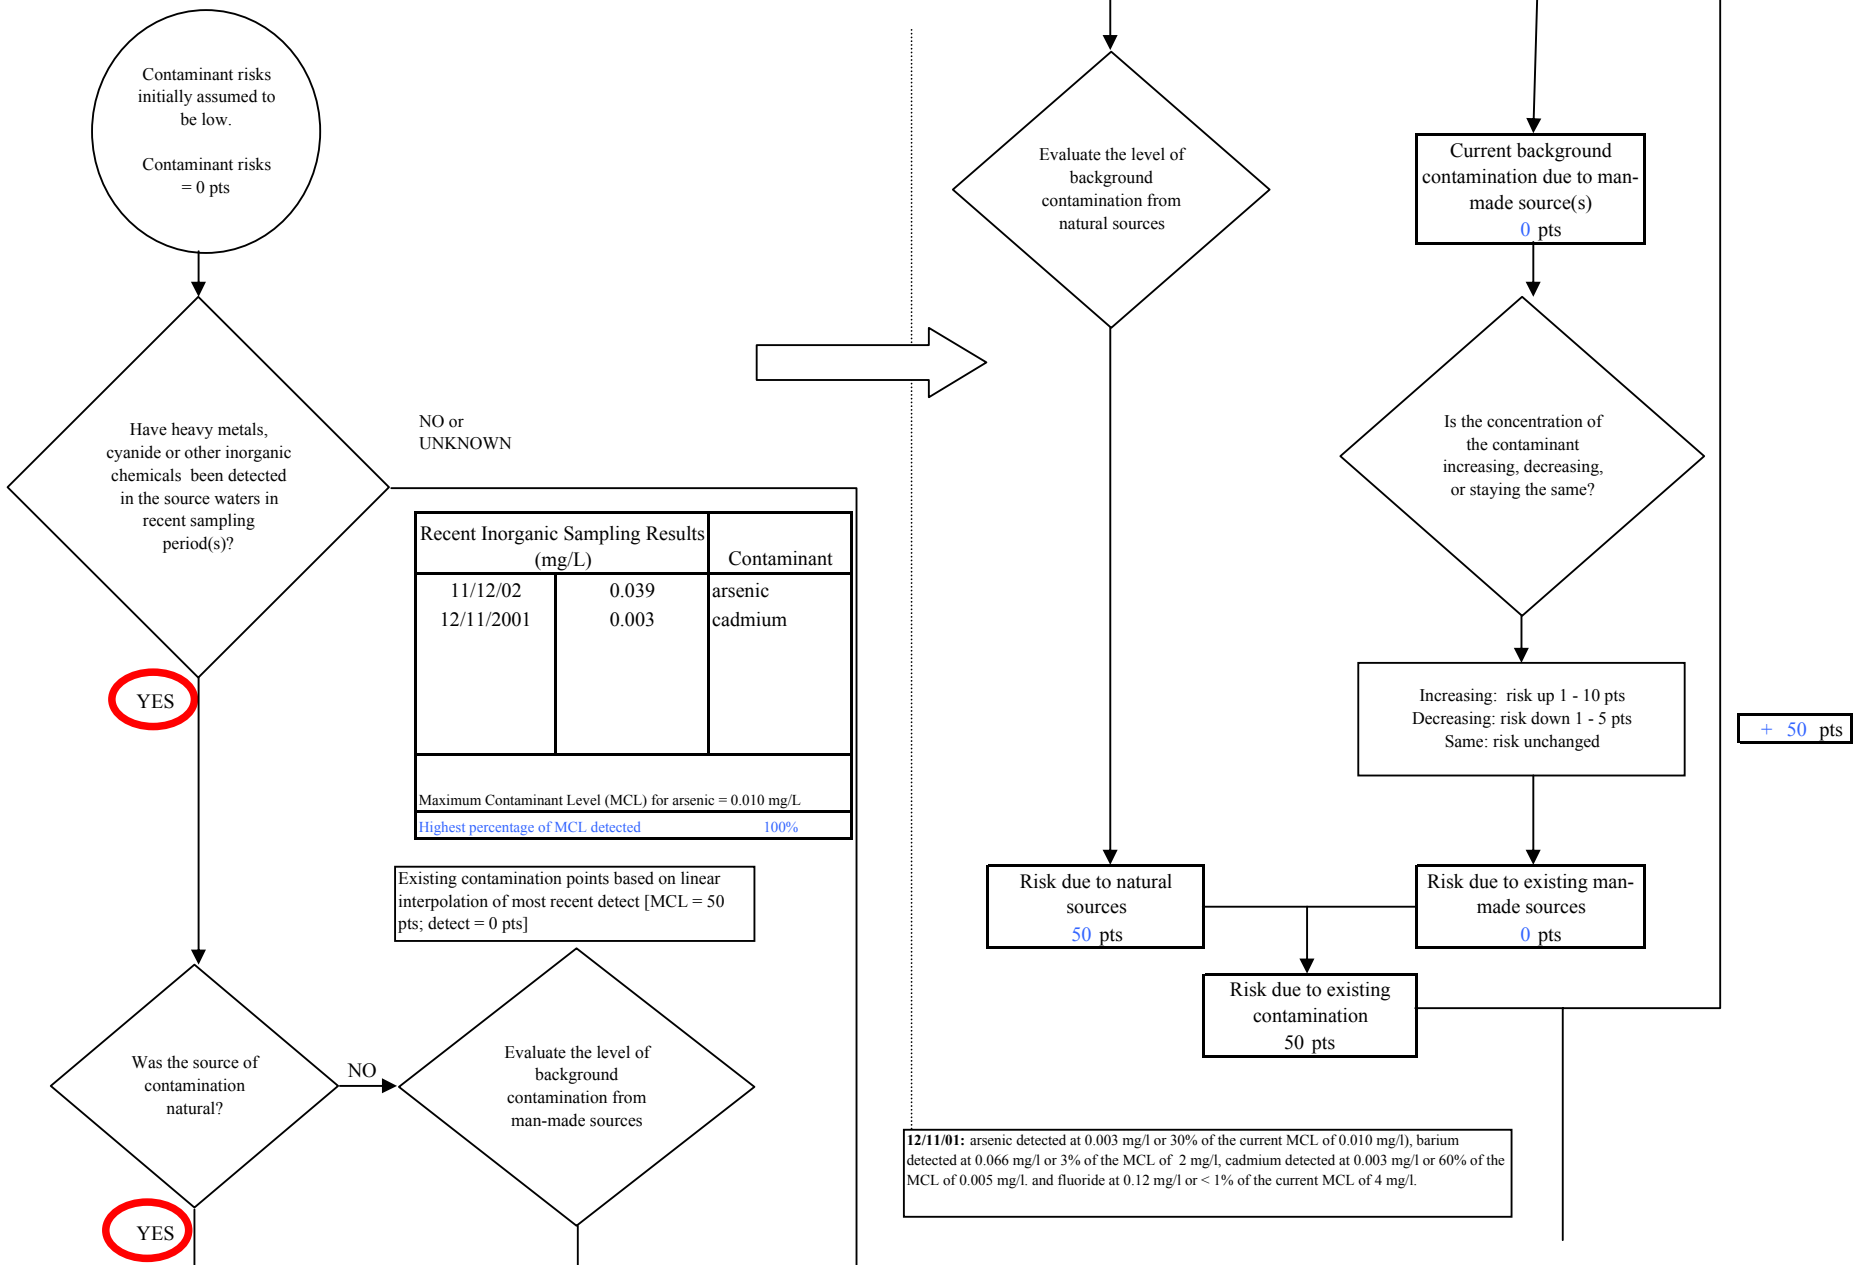 Contaminant risks
initially assumed to
be low.
Contaminant risks
= 0 pts
Have heavy metals,
cyanide or other inorganic
chemicals been detected
in the source waters in
recent sampling
period(s)?
NO or
UNKNOWN
YES
Recent Inorganic Sampling Results
(mg/L)
Contaminant
11/12/02 0.039 arsenic
12/11/2001 0.003 cadmium
Maximum Contaminant Level (MCL) for arsenic = 0.010 mg/L
Highest percentage of MCL detected 100%
Existing contamination points based on linear
interpolation of most recent detect [MCL = 50
pts; detect = 0 pts]
Was the source of
contamination
natural?
NO
YES
Evaluate the level of
background
contamination from
man-made sources
Evaluate the level of
background
contamination from
natural sources
Current background
contamination due to man-
made source(s)
0 pts
Is the concentration of
the contaminant
increasing, decreasing,
or staying the same?
Increasing: risk up 1 - 10 pts
Decreasing: risk down 1 - 5 pts
Same: risk unchanged
+ 50 pts
Risk due to natural
sources
50 pts
Risk due to existing man-
made sources
0 pts
Risk due to existing
contamination
50 pts
12/11/01: arsenic detected at 0.003 mg/l or 30% of the current MCL of 0.010 mg/l), barium
detected at 0.066 mg/l or 3% of the MCL of 2 mg/l, cadmium detected at 0.003 mg/l or 60% of the
MCL of 0.005 mg/l. and fluoride at 0.12 mg/l or < 1% of the current MCL of 4 mg/l.